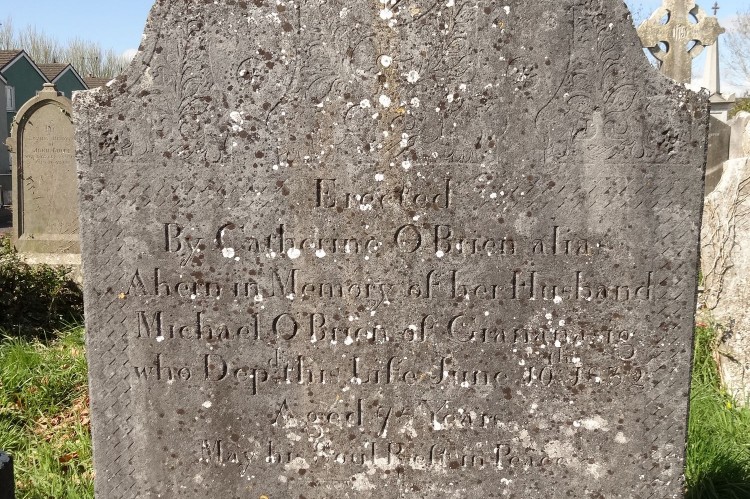 Erected
By Catherine O'Brien alias
Ahern in Memory of her Husband
Michael O'Brien of
who Dep.d this Life June
Aged Years
May his Soul Rest in Peace